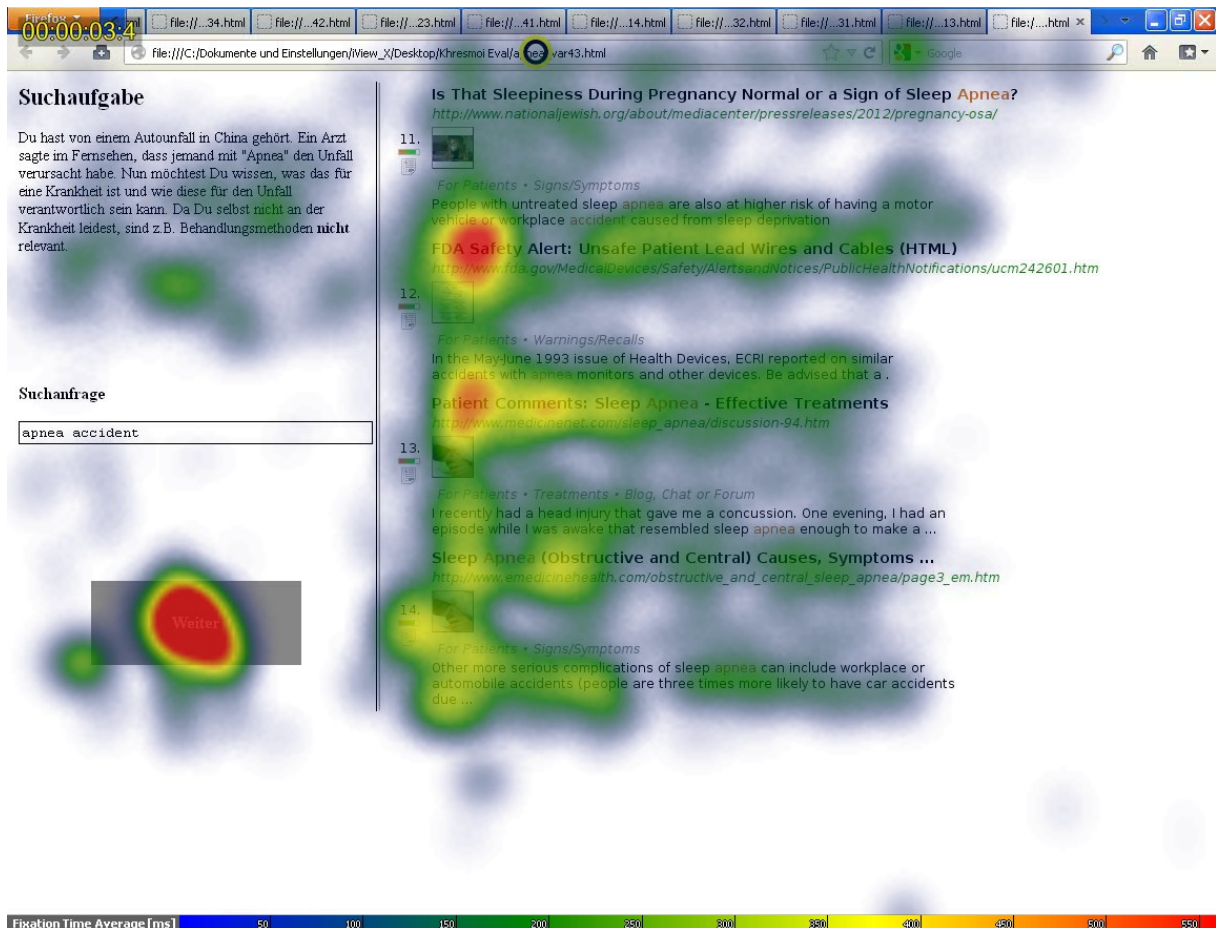 Firefox
00:00:03:4
ml
file://...34.html
file://...42.html
file://...23.html
file://...41.html
file://...14.html
file://...32.html
file://...31.html
file://...13.html
file:/....html
file:///C:/Dokumente und Einstellungen/iView_X/Desktop/Khresmoi Eval/apnea_var43.html
Google
Suchaufgabe
Du hast von einem Autounfall in China gehört. Ein Arzt
sagte im Fernsehen, dass jemand mit "Apnea" den Unfall
verursacht habe. Nun möchtest Du wissen, was das für
eine Krankheit ist und wie diese für den Unfall
verantwortlich sein kann. Da Du selbst nicht an der
Krankheit leidest, sind z.B. Behandlungsmethoden nicht
relevant.
Suchanfrage
apnea accident
Weiter
Is That Sleepiness During Pregnancy Normal or a Sign of Sleep Apnea?
http://www.nationaljewish.org/about/mediacenter/pressreleases/2012/pregnancy-osa/
11.
For Patients • Signs/Symptoms
People with untreated sleep apnea are also at higher risk of having a motor
vehicle or workplace accident caused from sleep deprivation
FDA Safety Alert: Unsafe Patient Lead Wires and Cables (HTML)
http://www.fda.gov/MedicalDevices/Safety/AlertsandNotices/PublicHealthNotifications/ucm242601.htm
12.
For Patients • Warnings/Recalls
In the May-June 1993 issue of Health Devices, ECRI reported on similar
accidents with apnea monitors and other devices. Be advised that a .
Patient Comments: Sleep Apnea - Effective Treatments
http://www.medicinenet.com/sleep_apnea/discussion-94.htm
13.
For Patients • Treatments • Blog, Chat or Forum
I recently had a head injury that gave me a concussion. One evening, I had an
episode while I was awake that resembled sleep apnea enough to make a ...
Sleep Apnea (Obstructive and Central) Causes, Symptoms ...
http://www.emedicinehealth.com/obstructive_and_central_sleep_apnea/page3_em.htm
14.
For Patients • Signs/Symptoms
Other more serious complications of sleep apnea can include workplace or
automobile accidents (people are three times more likely to have car accidents
due ...
Fixation Time Average [ms] 50 100 150 200 250 300 350 400 450 500 550